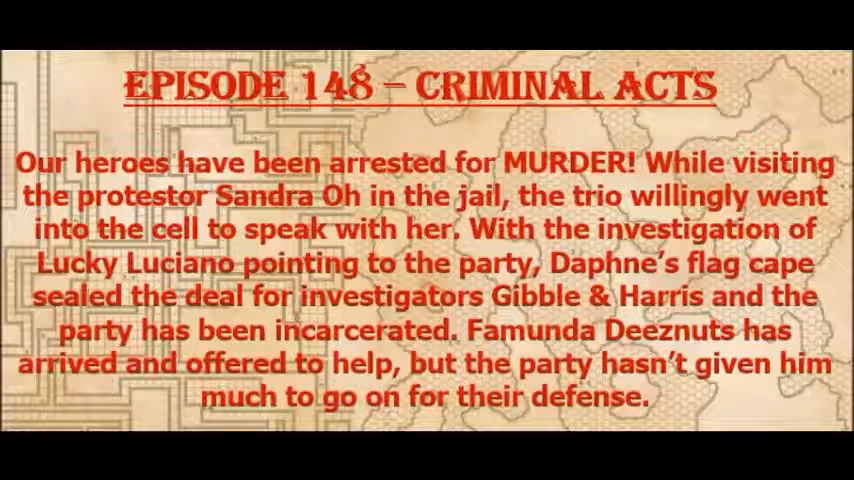 EPISODE 148 – CRIMINAL ACTS
Our heroes have been arrested for MURDER! While visiting
the protestor Sandra Oh in the jail, the trio willingly went
into the cell to speak with her. With the investigation of
Lucky Luciano pointing to the party, Daphne’s flag cape
sealed the deal for investigators Gibble & Harris and the
party has been incarcerated. Famunda Deeznuts has
arrived and offered to help, but the party hasn’t given him
much to go on for their defense.